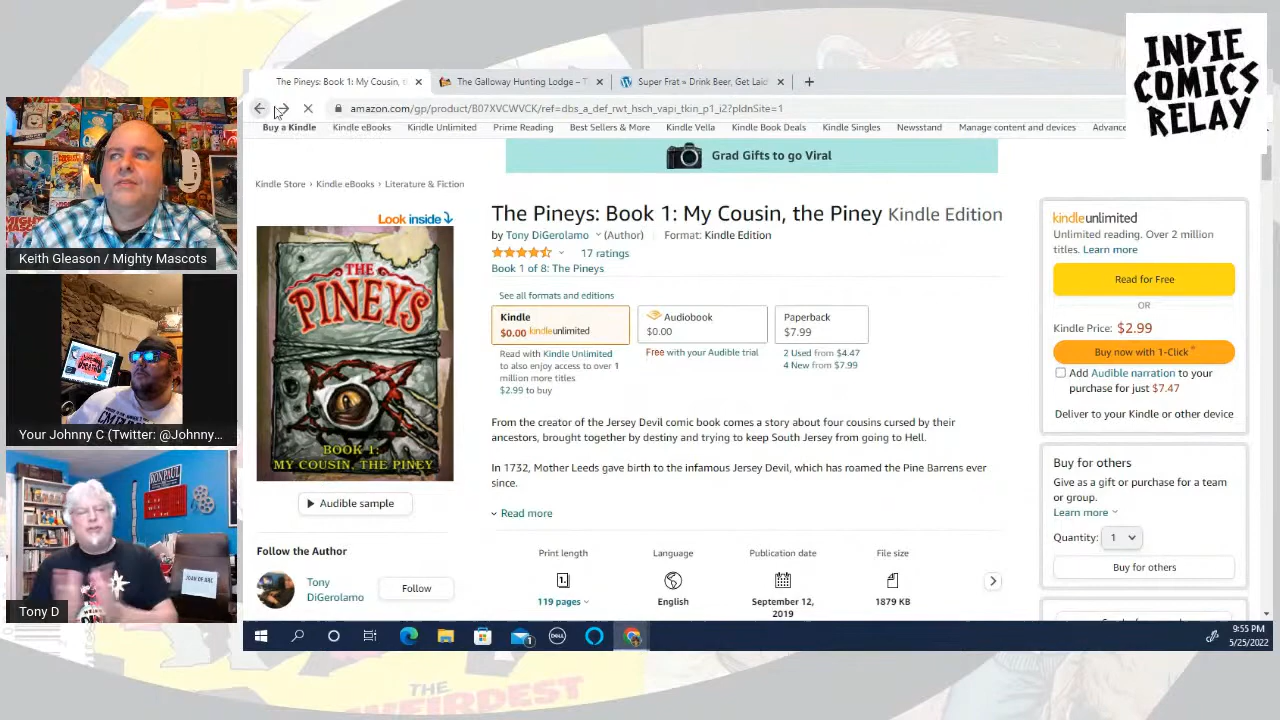 INDIE
COMICS
RELAY
The Pineys: Book 1: My Cousin, t
The Galloway Hunting Lodge – T
Super Frat » Drink Beer, Get Laid
amazon.com/gp/product/B07XVCWVCK/ref=dbs_a_def_rwt_hsch_vapi_tkin_p1_i2?pldnSite=1
Buy a Kindle Kindle eBooks Kindle Unlimited Prime Reading Best Sellers & More Kindle Vella Kindle Book Deals Kindle Singles Newsstand Manage content and devices Advanc
Grad Gifts to go Viral
Kindle Store › Kindle eBooks › Literature & Fiction
Look inside
THE
PINEYS
BOOK 1:
MY COUSIN, THE PINEY
Audible sample
Follow the Author
Tony
DiGerolamo
Follow
The Pineys: Book 1: My Cousin, the Piney Kindle Edition
by Tony DiGerolamo (Author) Format: Kindle Edition
17 ratings
Book 1 of 8: The Pineys
See all formats and editions
Kindle
$0.00 kindleunlimited
Audiobook
$0.00
Paperback
$7.99
Read with Kindle Unlimited
to also enjoy access to over 1
million more titles
$2.99 to buy
Free with your Audible trial
2 Used from $4.47
4 New from $7.99
From the creator of the Jersey Devil comic book comes a story about four cousins cursed by their
ancestors, brought together by destiny and trying to keep South Jersey from going to Hell.
In 1732, Mother Leeds gave birth to the infamous Jersey Devil, which has roamed the Pine Barrens ever
since.
Read more
Print length
119 pages
Language
English
Publication date
September 12,
2019
File size
1879 KB
kindleunlimited
Unlimited reading. Over 2 million
titles. Learn more
Read for Free
OR
Kindle Price: $2.99
Buy now with 1-Click
Add Audible narration to your
purchase for just $7.47
Deliver to your Kindle or other device
Buy for others
Give as a gift or purchase for a team
or group.
Learn more
Quantity: 1
Buy for others
Keith Gleason / Mighty Mascots
Your Johnny C (Twitter: @Johnny...
Tony D
JOAN OF ARC
DELL
1
9:55 PM
5/25/2022
THE
WEIRDEST